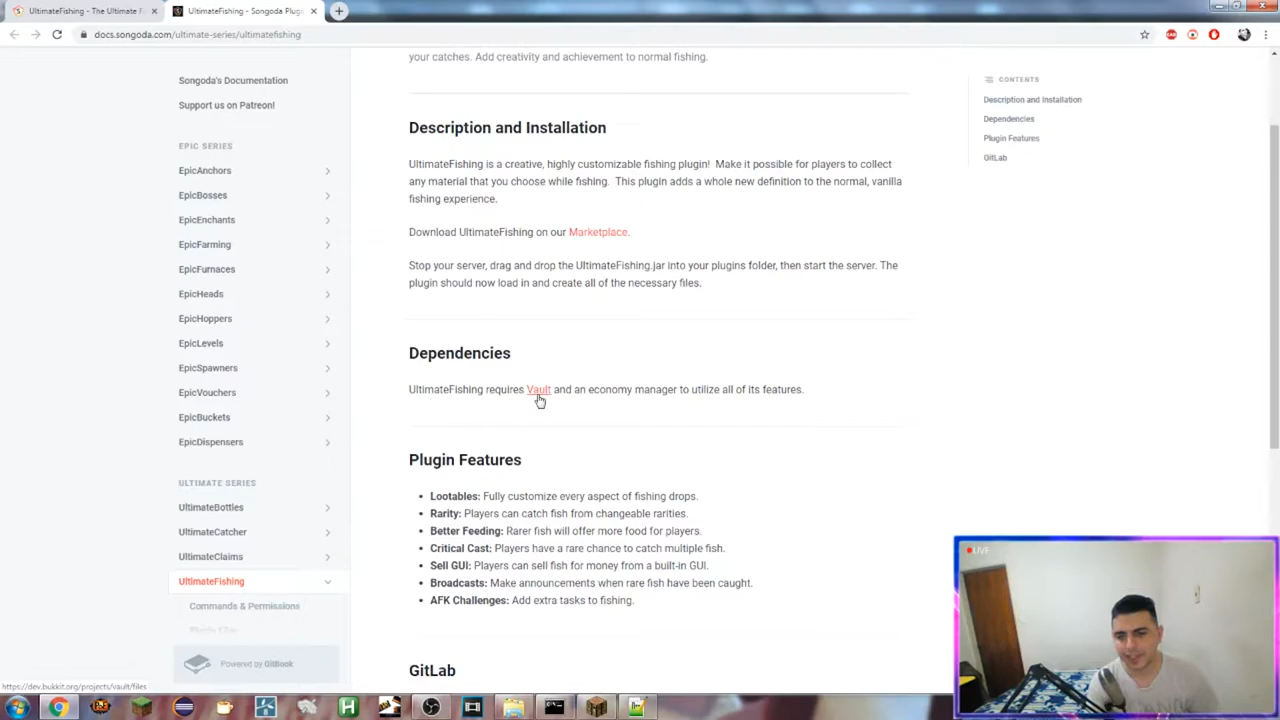 UltimateFishing - The Ultimate F
UltimateFishing - Songoda Plugi
docs.songoda.com/ultimate-series/ultimatefishing
Songoda's Documentation
Support us on Patreon!
EPIC SERIES
EpicAnchors
EpicBosses
EpicEnchants
EpicFarming
EpicFurnaces
EpicHeads
EpicHoppers
EpicLevels
EpicSpawners
EpicVouchers
EpicBuckets
EpicDispensers
ULTIMATE SERIES
UltimateBottles
UltimateCatcher
UltimateClaims
UltimateFishing
Commands & Permissions
Powered by GitBook
https://dev.bukkit.org/projects/vault/files
your catches. Add creativity and achievement to normal fishing.
Description and Installation
UltimateFishing is a creative, highly customizable fishing plugin! Make it possible for players to collect
any material that you choose while fishing. This plugin adds a whole new definition to the normal, vanilla
fishing experience.
Download UltimateFishing on our Marketplace.
Stop your server, drag and drop the UltimateFishing.jar into your plugins folder, then start the server. The
plugin should now load in and create all of the necessary files.
Dependencies
UltimateFishing requires Vault and an economy manager to utilize all of its features.
Plugin Features
• Lootables: Fully customize every aspect of fishing drops.
• Rarity: Players can catch fish from changeable rarities.
• Better Feeding: Rarer fish will offer more food for players.
• Critical Cast: Players have a rare chance to catch multiple fish.
• Sell GUI: Players can sell fish for money from a built-in GUI.
• Broadcasts: Make announcements when rare fish have been caught.
• AFK Challenges: Add extra tasks to fishing.
GitLab
CONTENTS
Description and Installation
Dependencies
Plugin Features
GitLab
LIVE